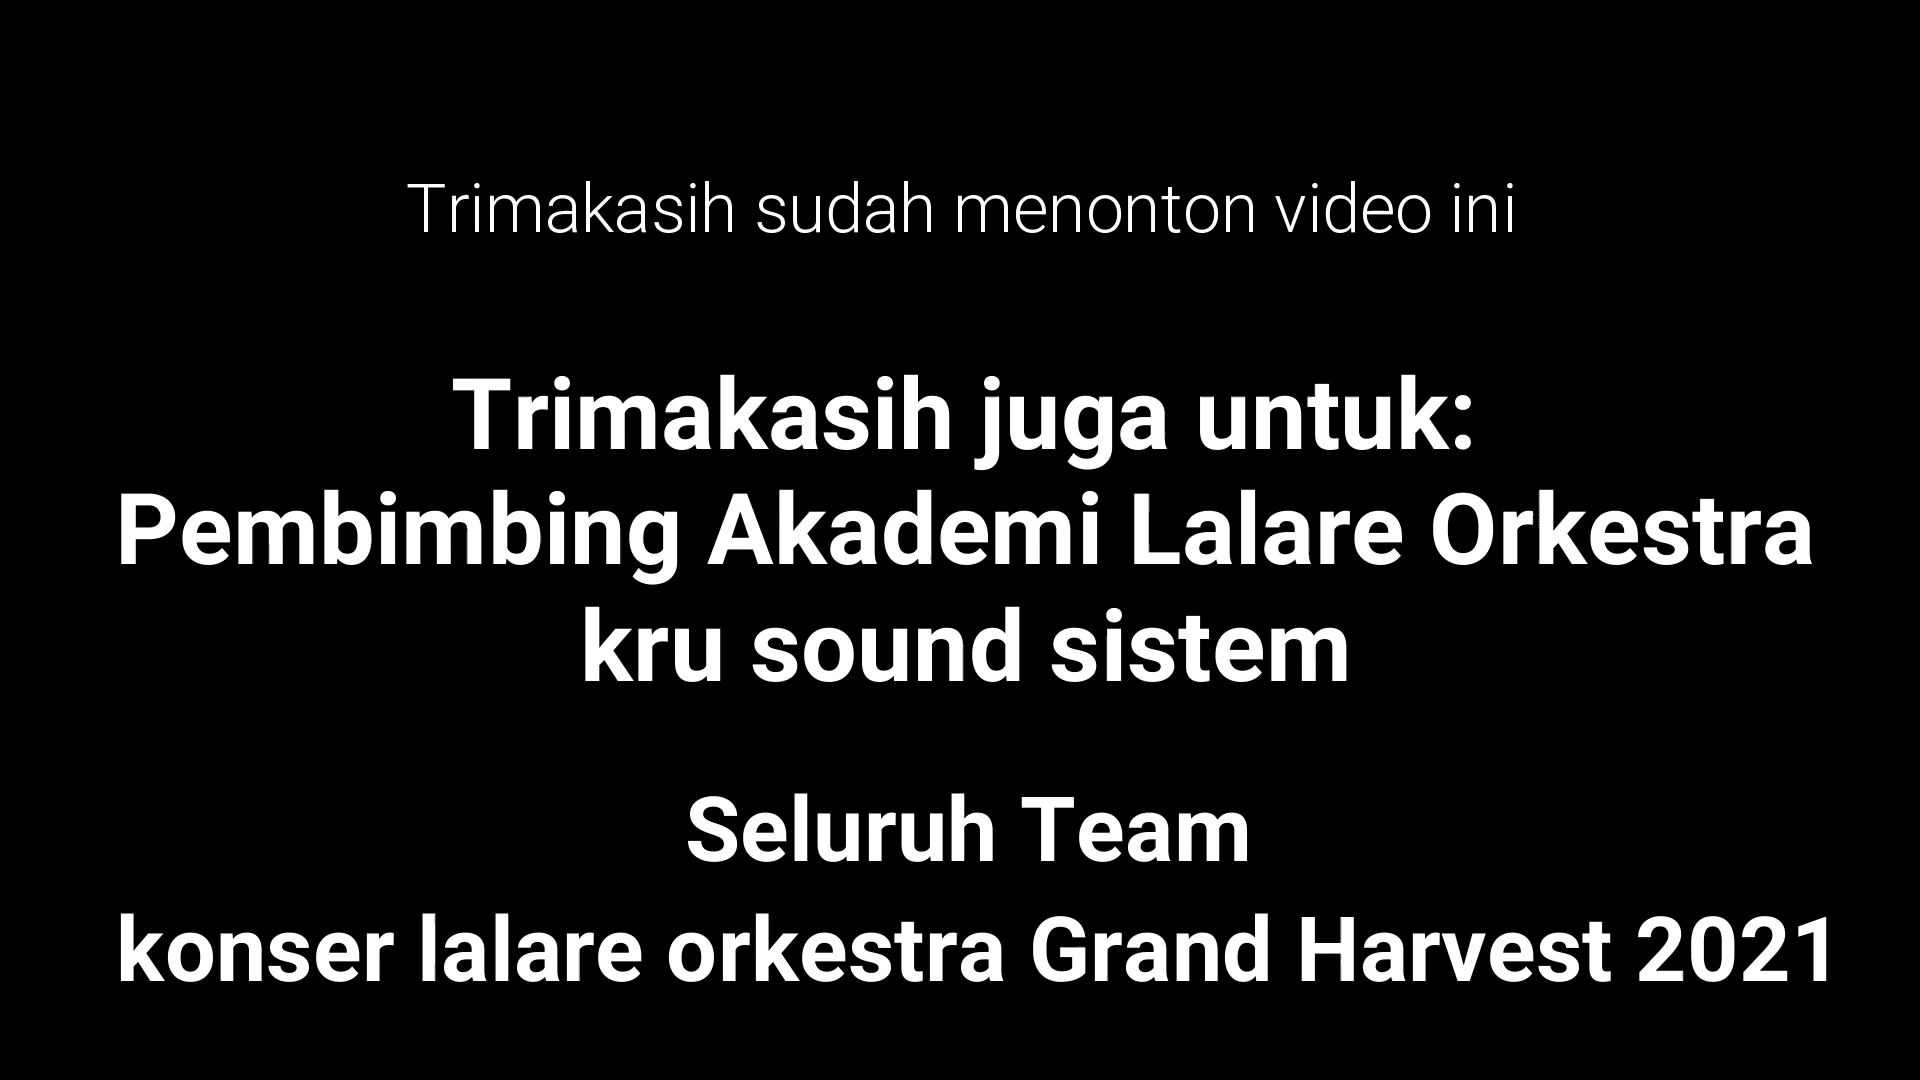 Trimakasih sudah menonton video ini
Trimakasih juga untuk:
Pembimbing Akademi Lalare Orkestra
kru sound sistem
Seluruh Team
konser lalare orkestra Grand Harvest 2021